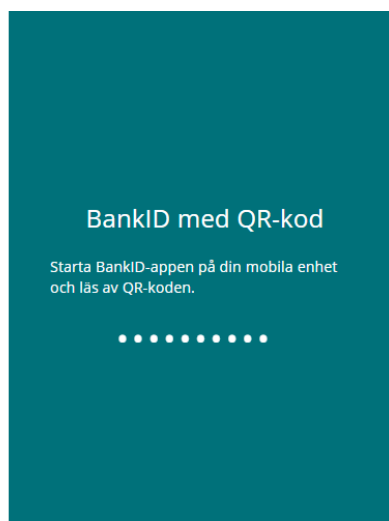 BankID med QR-kod
Starta BankID-appen på din mobila enhet
och läs av QR-koden.